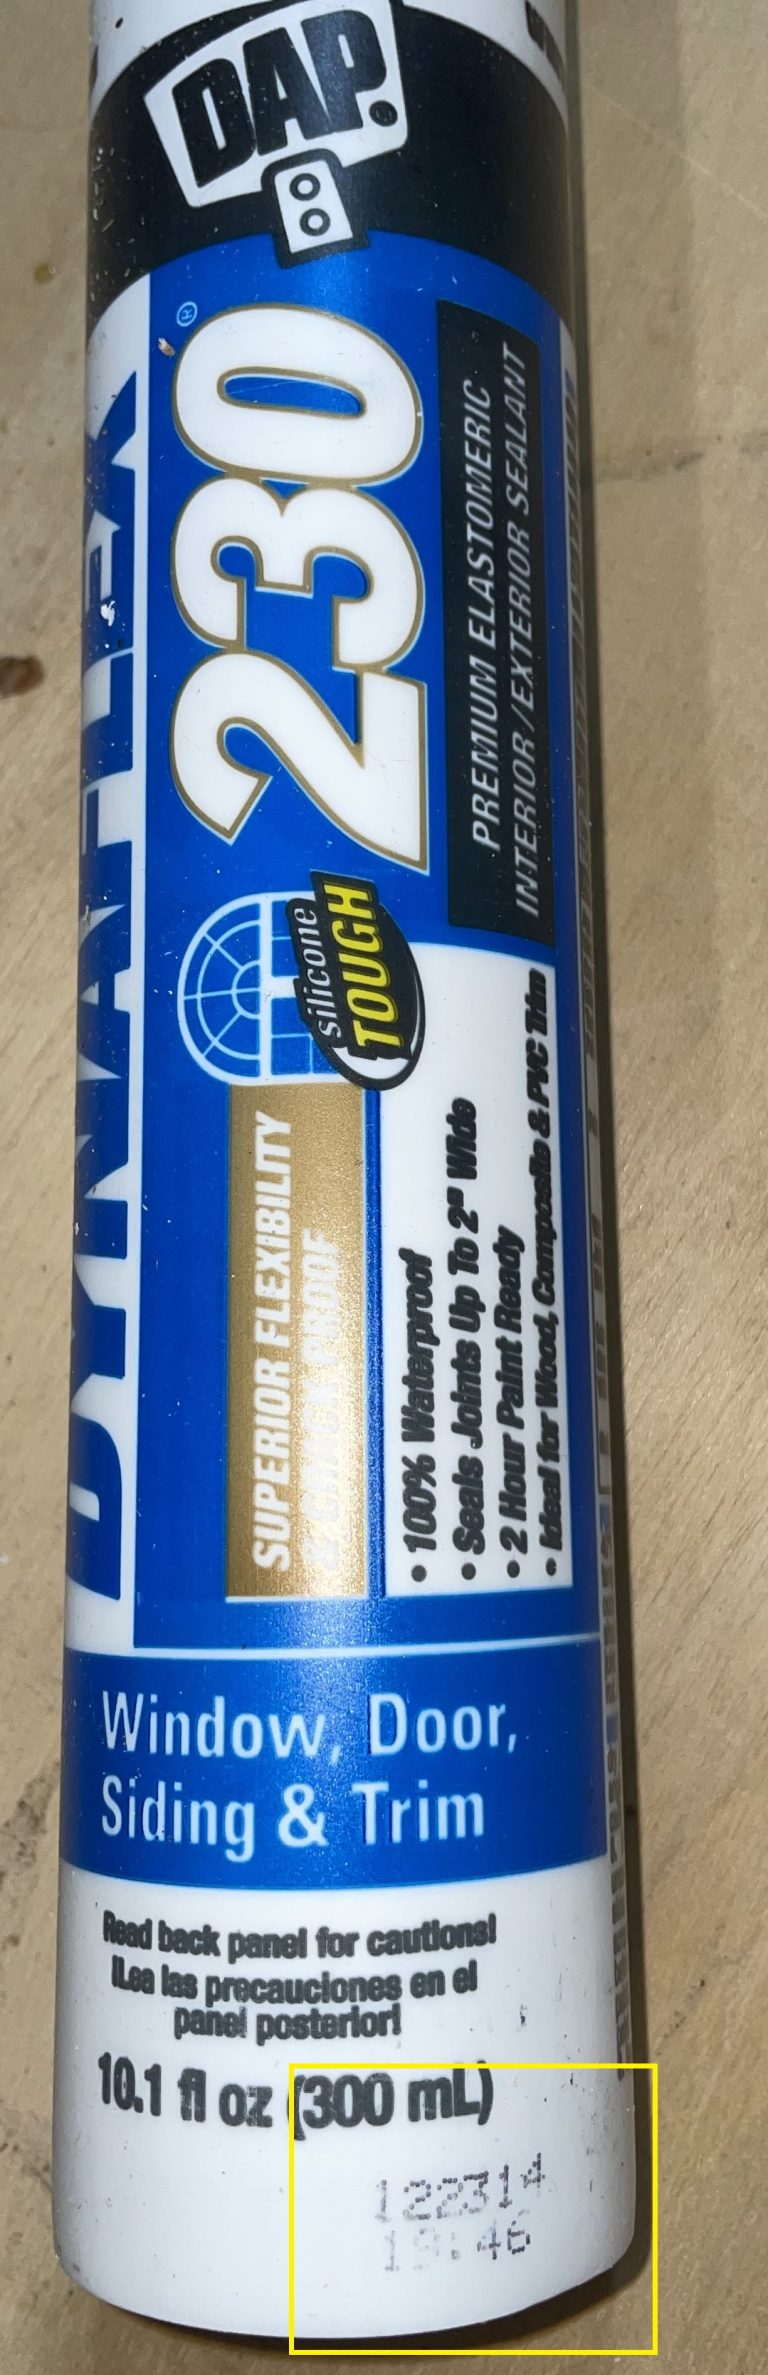 DAP®
DYNAFLEX
230®
PREMIUM ELASTOMERIC
INTERIOR/EXTERIOR SEALANT
silicone
TOUGH
SUPERIOR FLEXIBILITY
& CRACK PROOF
• 100% Waterproof
• Seals Joints Up To 2" Wide
• 2 Hour Paint Ready
• Ideal for Wood, Composite & PVC Trim
Window, Door,
Siding & Trim
Read back panel for cautions!
¡Lea las precauciones en el
panel posterior!
10.1 fl oz (300 mL)
122314
:46